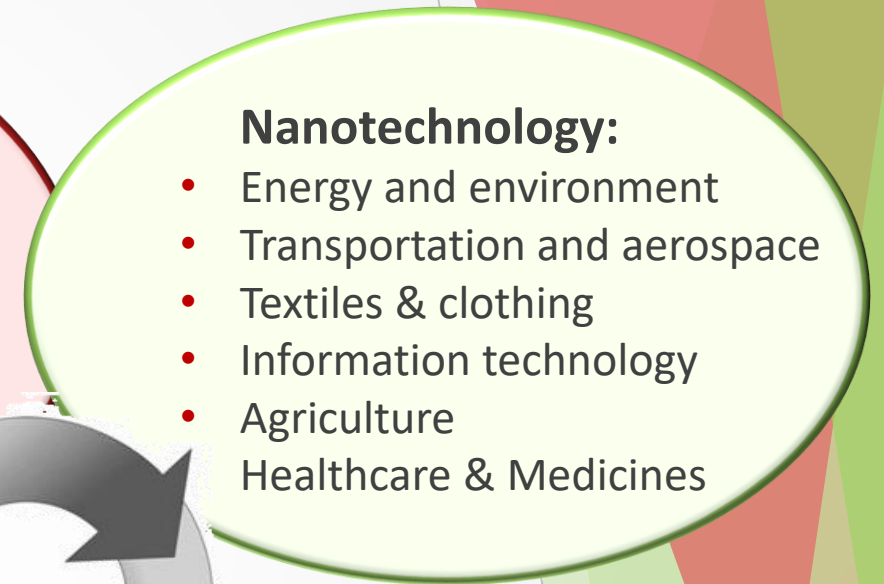 Nanotechnology:
• Energy and environment
• Transportation and aerospace
• Textiles & clothing
• Information technology
• Agriculture
Healthcare & Medicines